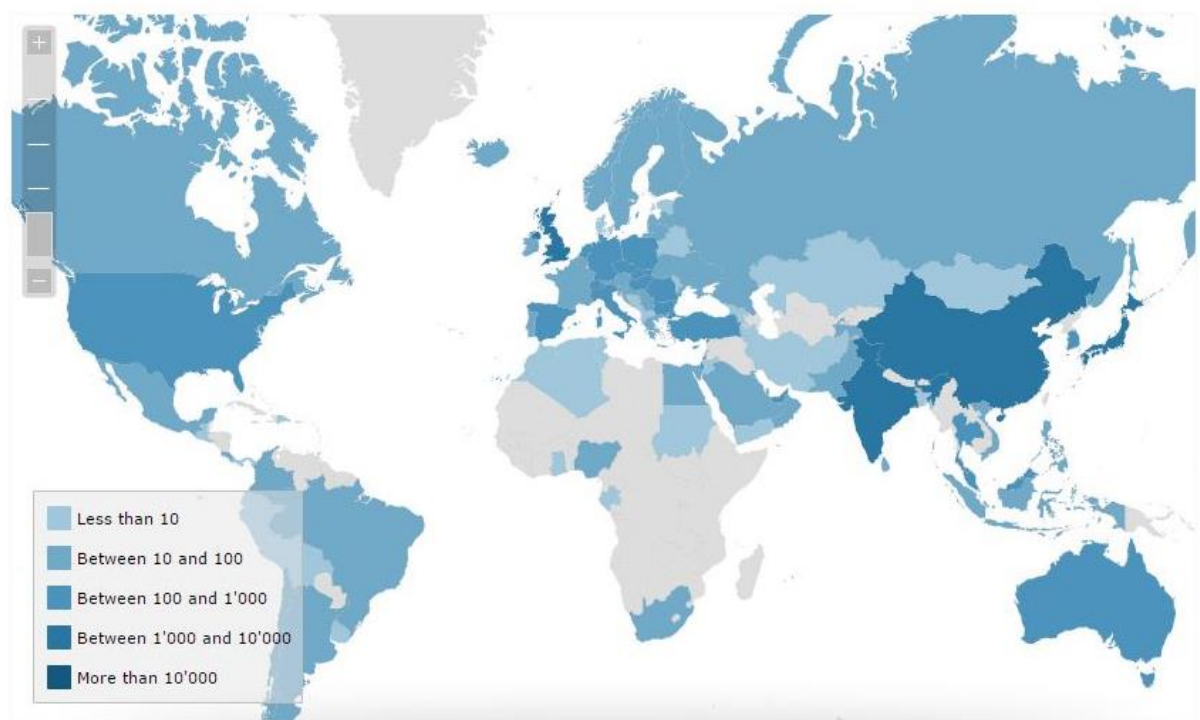 +
−
Less than 10
Between 10 and 100
Between 100 and 1'000
Between 1'000 and 10'000
More than 10'000